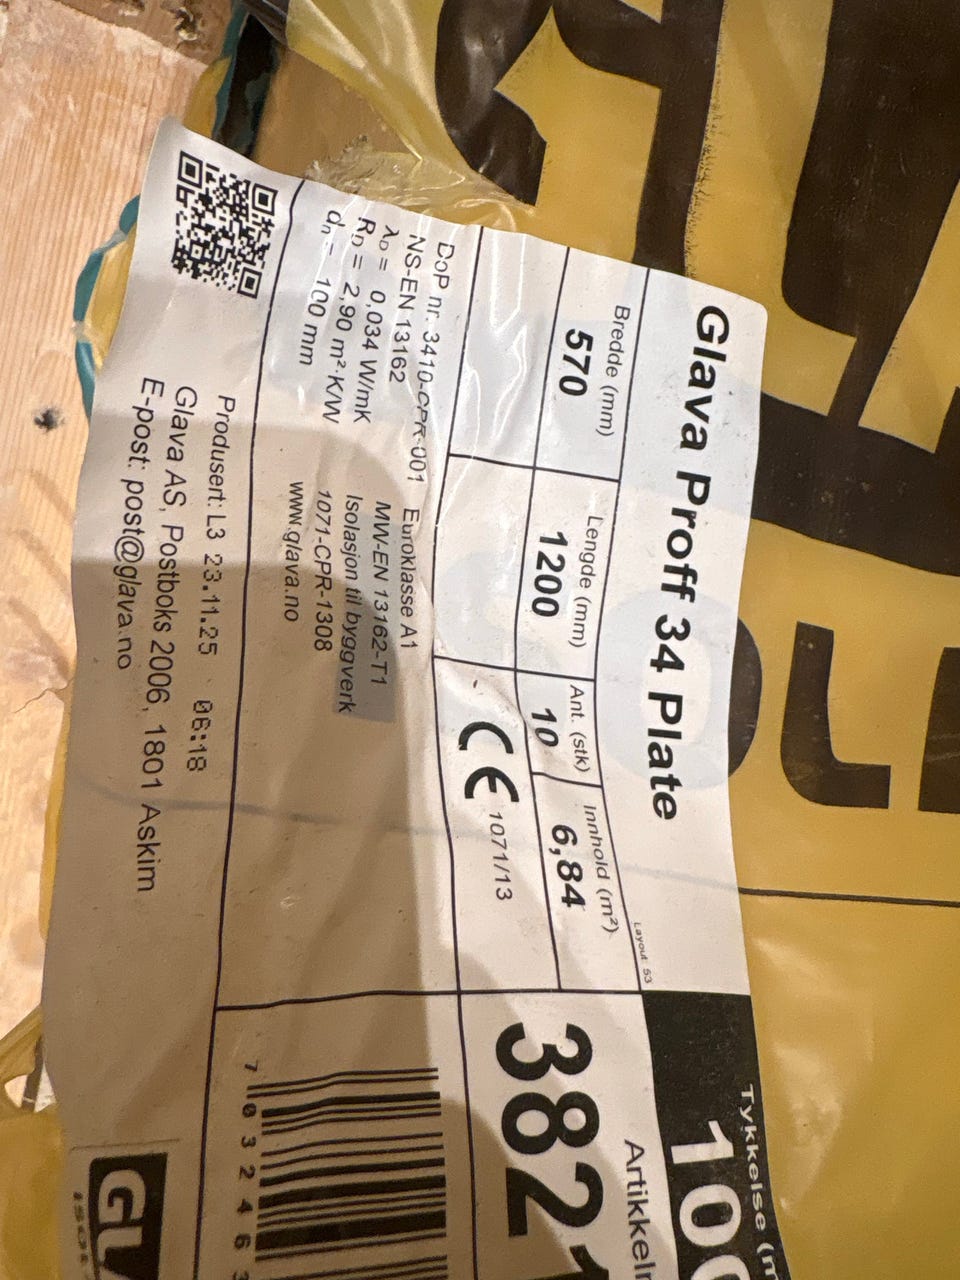 Glava Proff 34 Plate
Layout: 53
Tykkelse
Bredde (mm)
Lengde (mm)
Ant. (stk)
Innhold (m²)
570
1200
10
6,84
CE
1071/13
DoP nr. 3410-CPR-001
Euroklasse A1
NS-EN 13162
MW-EN 13162-T1
λD = 0,034 W/mK
Isolasjon til byggverk
RD = 2,90 m²·K/W
1071-CPR-1308
dn = 100 mm
www.glava.no
Produsert: L3 23.11.25 06:18
Glava AS, Postboks 2006, 1801 Askim
E-post: post@glava.no
382
7 03246